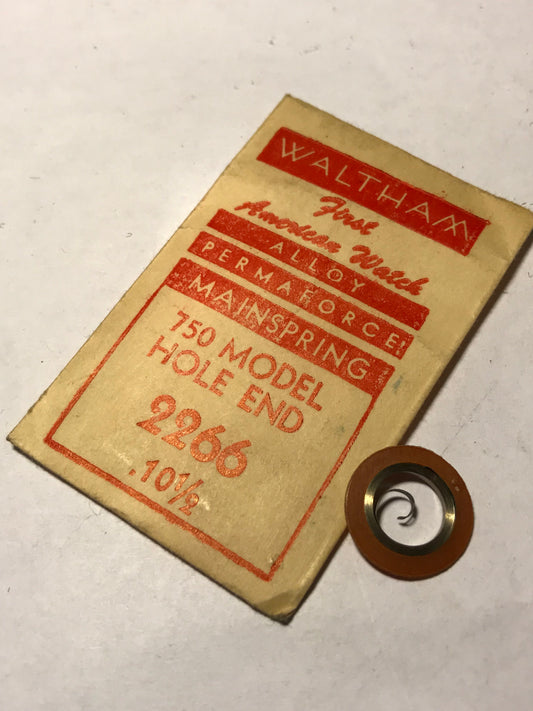 WALTHAM
First
American Watch
ALLOY
PERMAFORCE
MAINSPRING
750 MODEL
HOLE END
2266
.10½